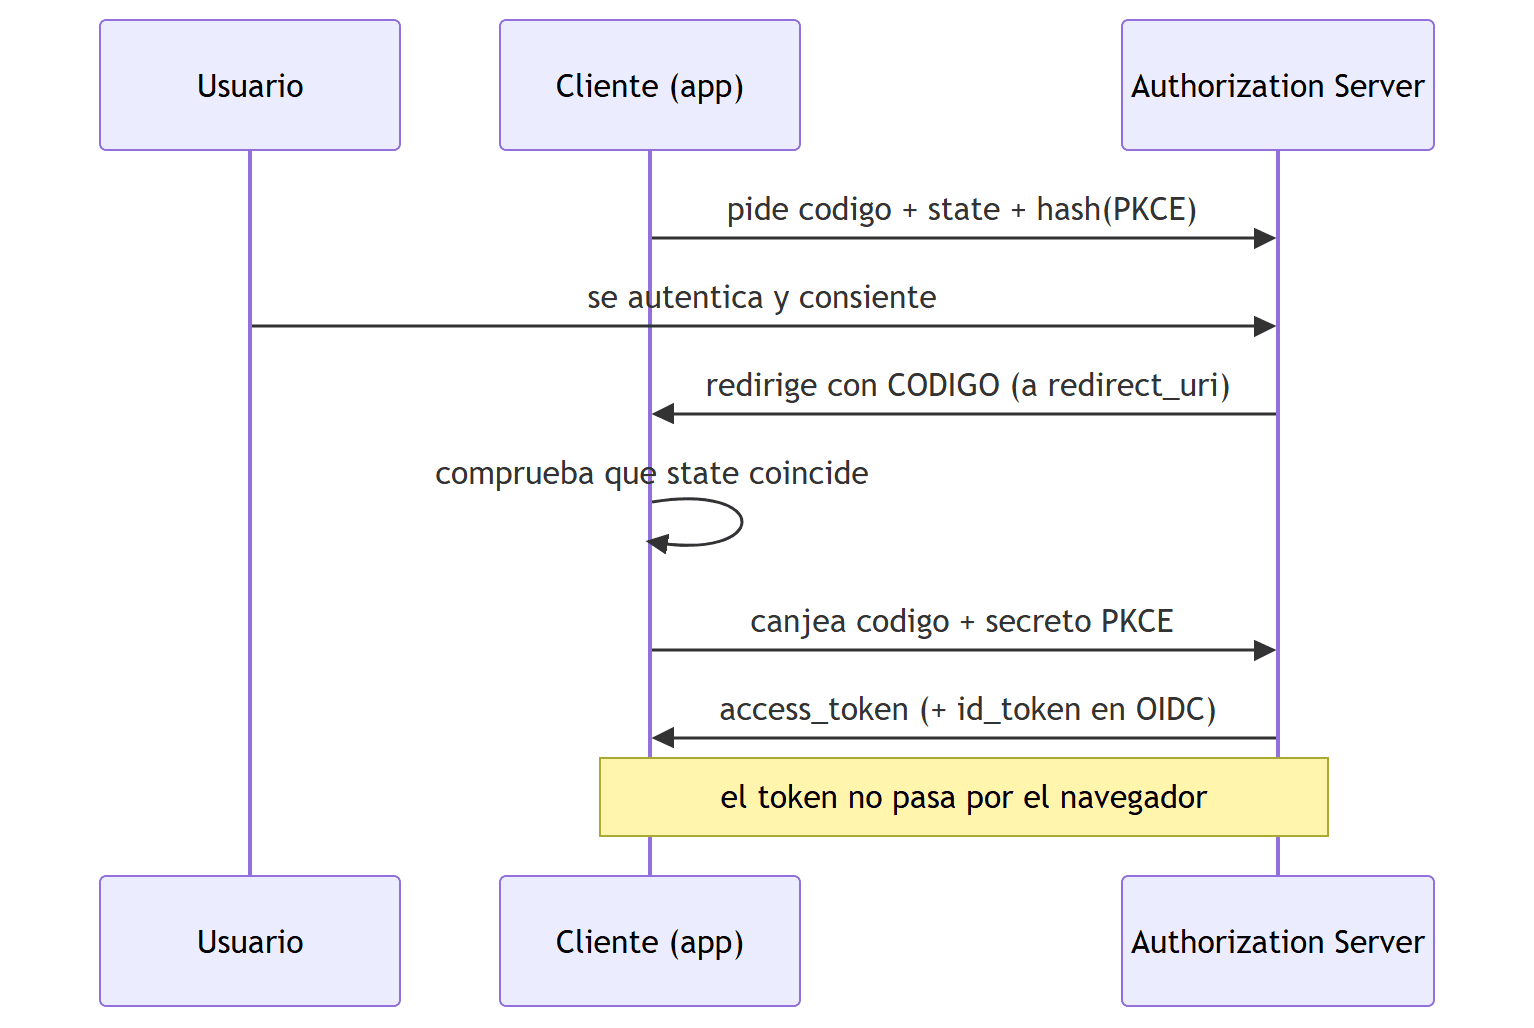 Usuario
Cliente (app)
Authorization Server
pide codigo + state + hash(PKCE)
se autentica y consiente
redirige con CODIGO (a redirect_uri)
comprueba que state coincide
canjea codigo + secreto PKCE
access_token (+ id_token en OIDC)
el token no pasa por el navegador
Usuario
Cliente (app)
Authorization Server